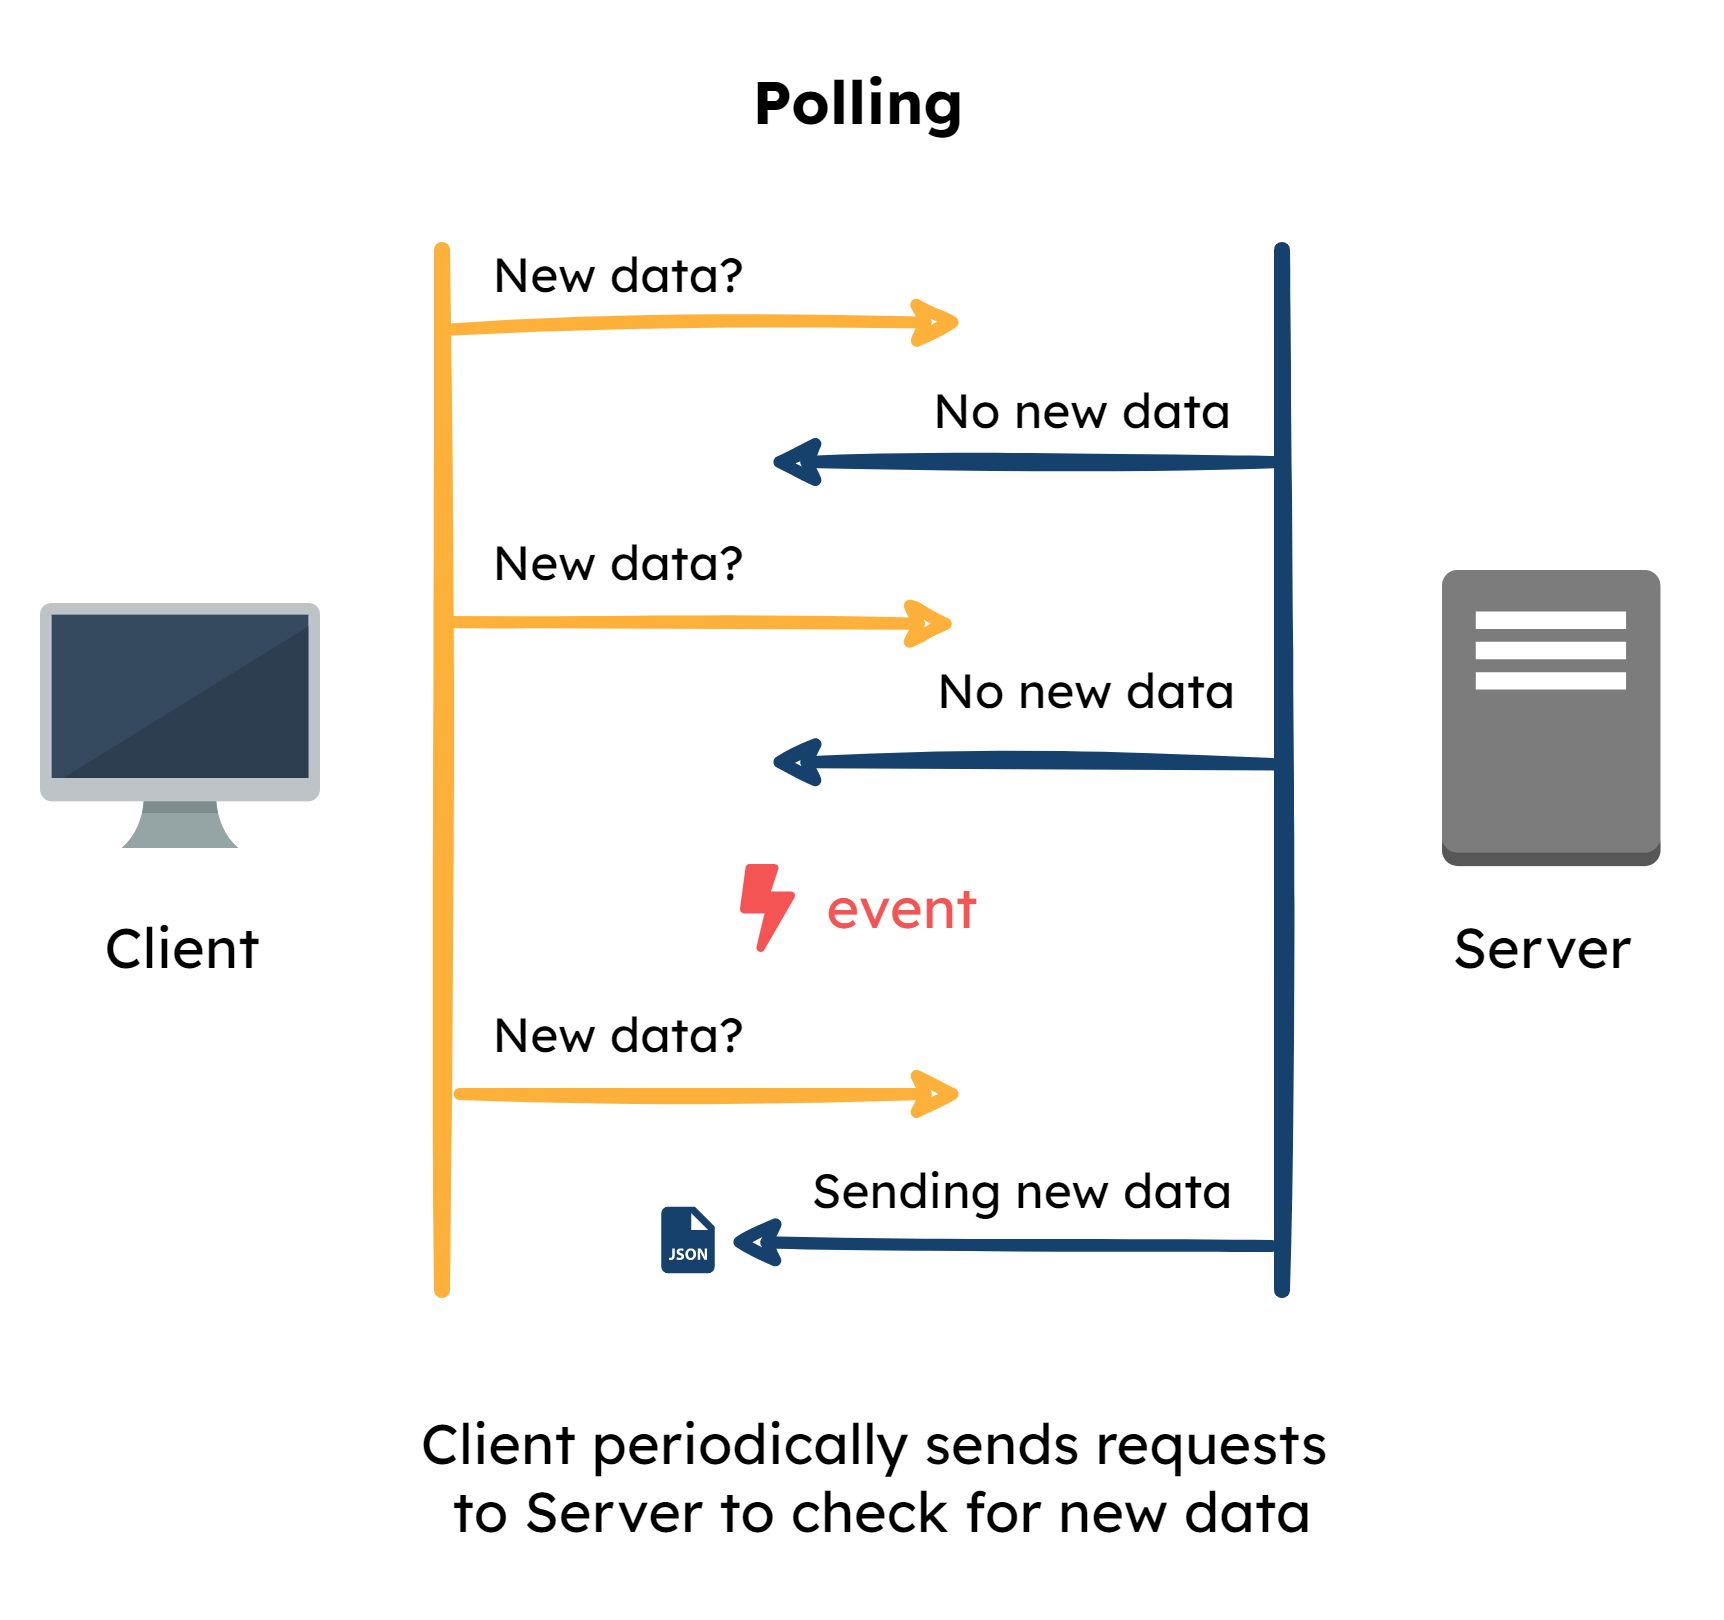 Polling
New data?
No new data
New data?
No new data
event
Client
Server
New data?
Sending new data
JSON
Client periodically sends requests
to Server to check for new data